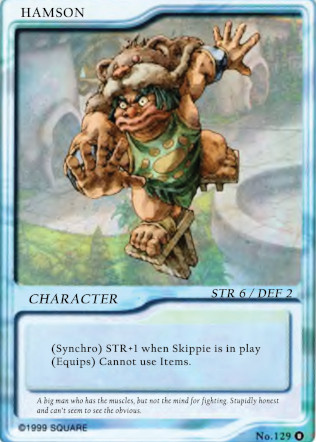 HAMSON
CHARACTER
STR 6 / DEF 2
(Synchro) STR+1 when Skippie is in play
(Equips) Cannot use Items.
A big man who has the muscles, but not the mind for fighting. Stupidly honest
and can't seem to see the obvious.
©1999 SQUARE
No.129